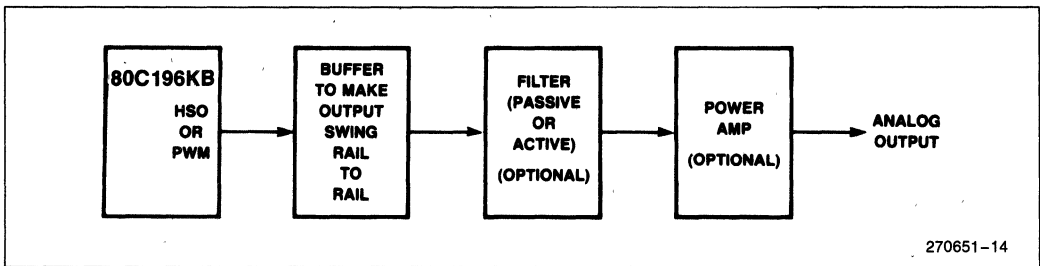 80C196KB
HSO
OR
PWM
BUFFER
TO MAKE
OUTPUT
SWING
RAIL
TO
RAIL
FILTER
(PASSIVE
OR
ACTIVE)
(OPTIONAL)
POWER
AMP
(OPTIONAL)
ANALOG
OUTPUT
270651-14